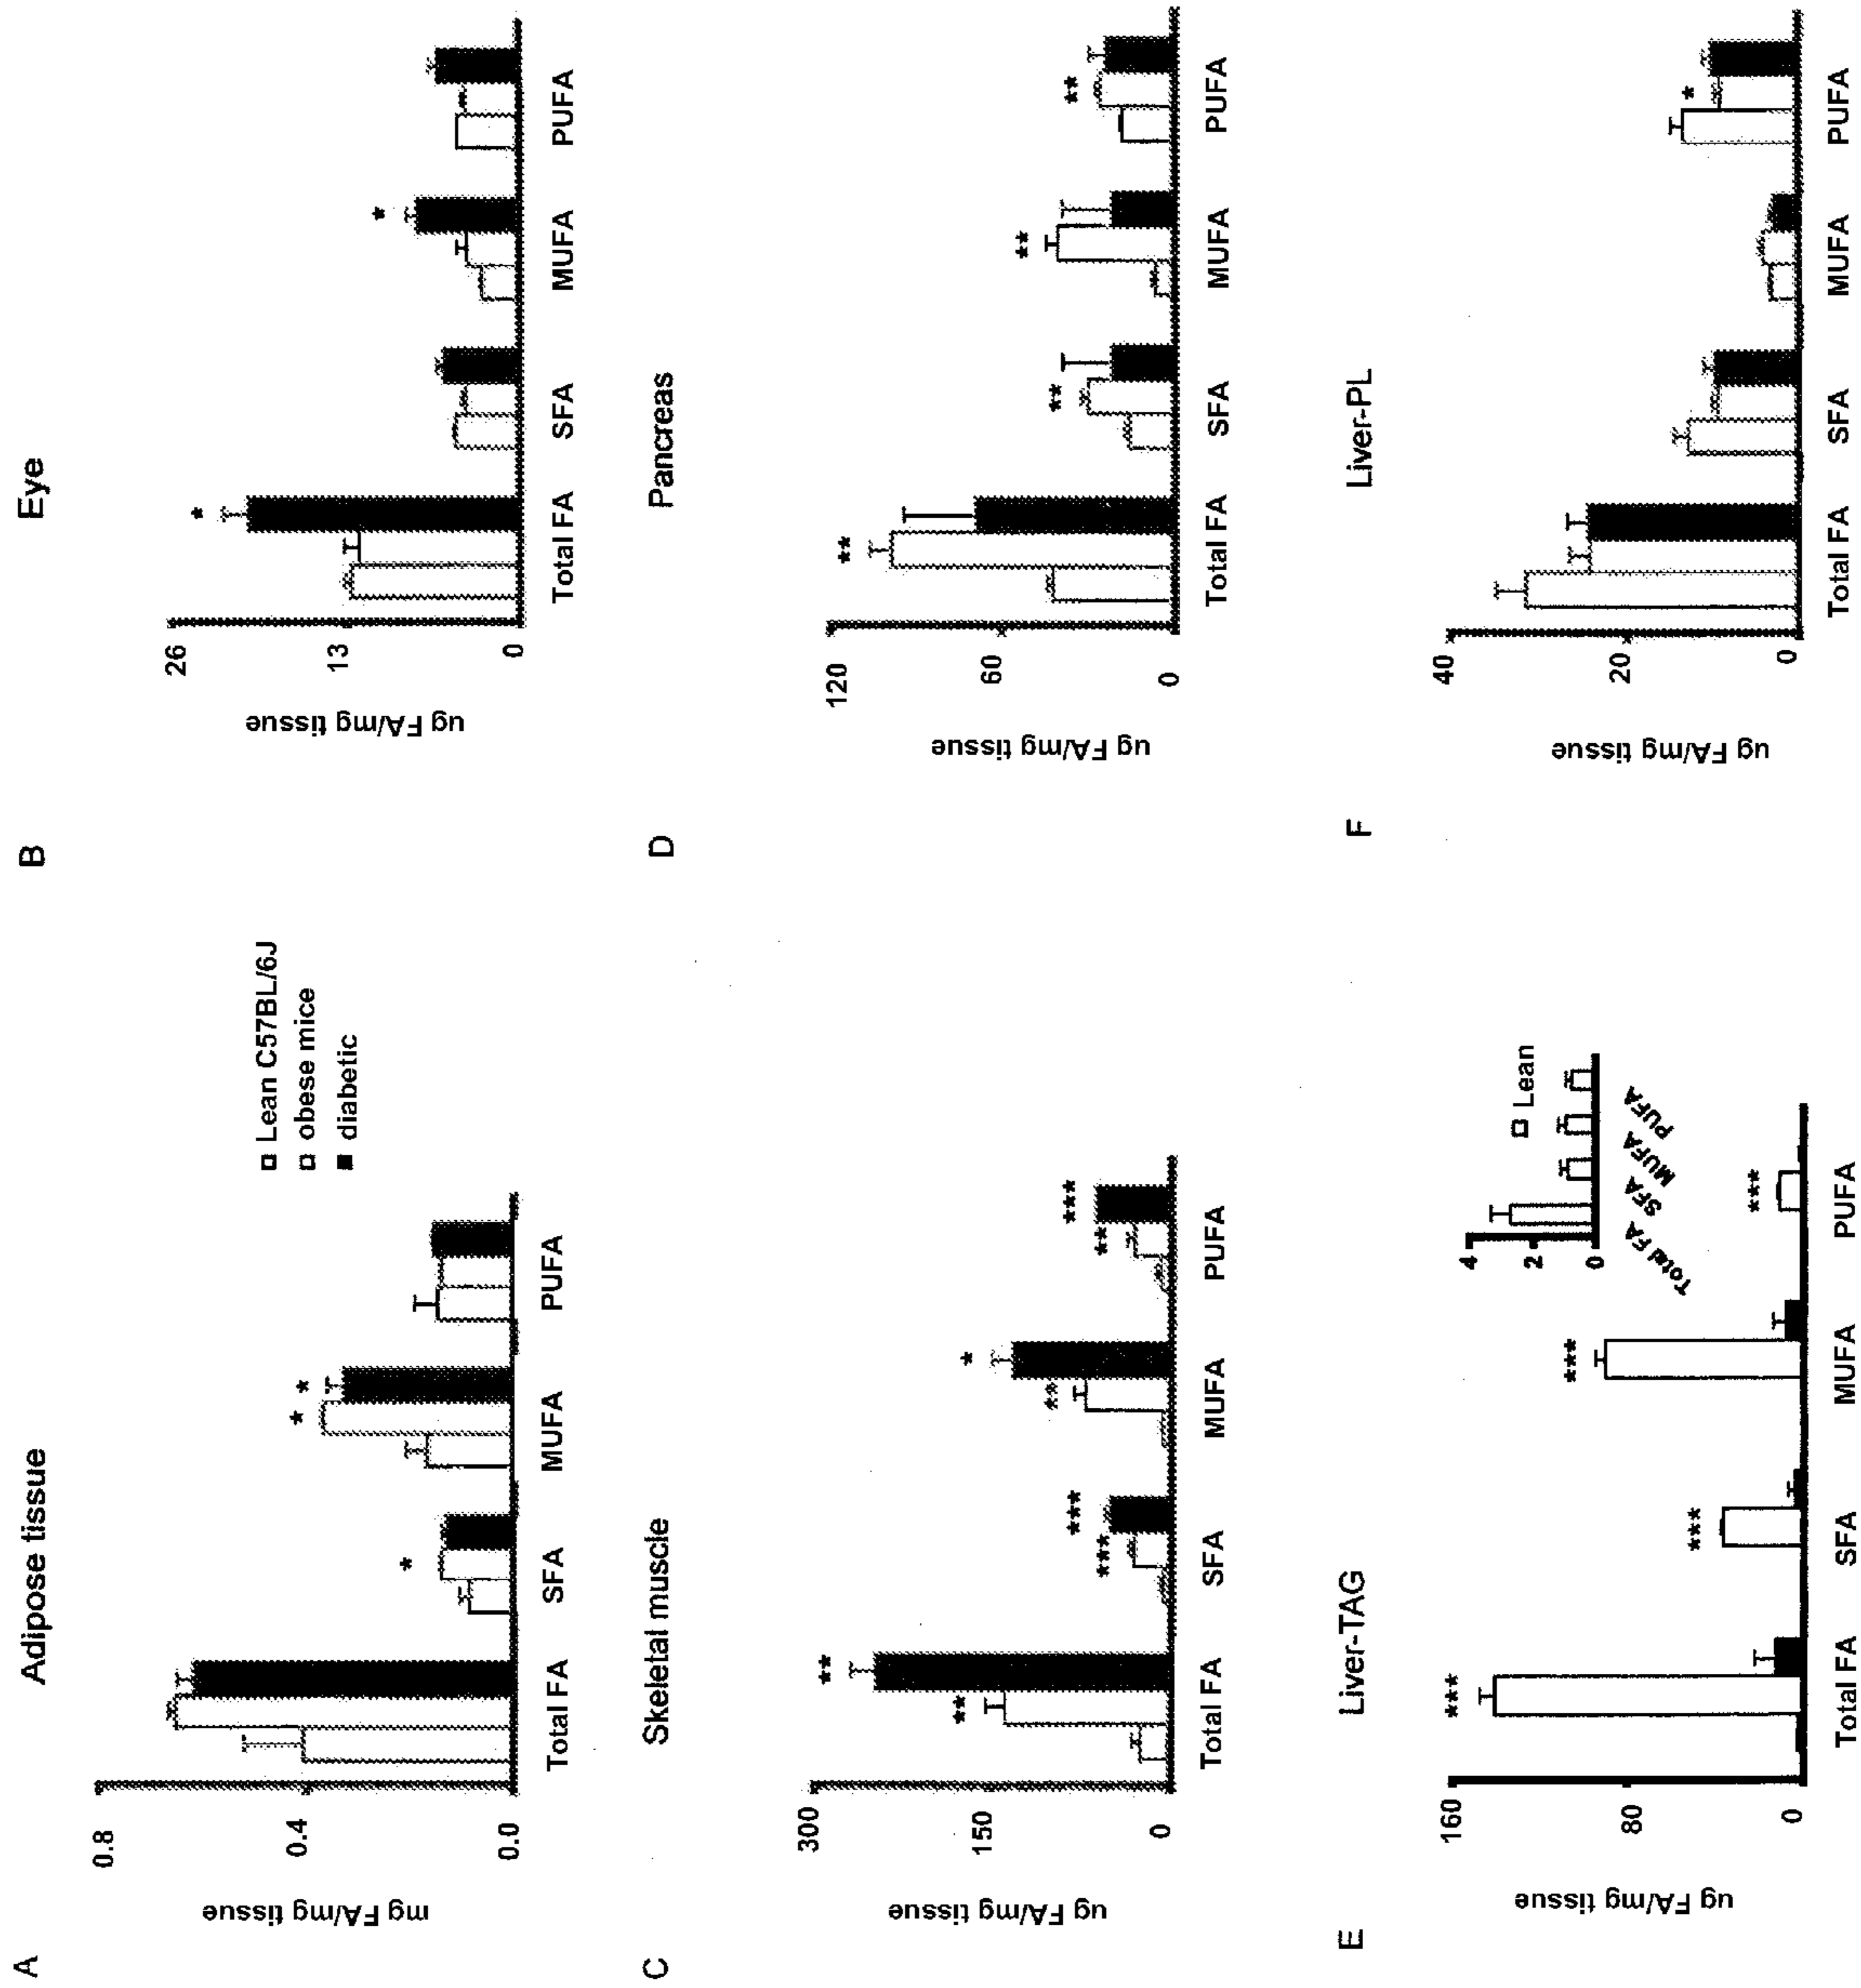 A
Adipose tissue
mg FA/mg tissue
0.8
0.4
0.0
Total FA
SFA
*
MUFA
* *
PUFA
Lean C57BL/6J
obese mice
diabetic
B
Eye
ug FA/mg tissue
26
13
0
Total FA
*
SFA
MUFA
*
PUFA
C
Skeletal muscle
ug FA/mg tissue
300
150
0
Total FA
** **
SFA
*** ***
MUFA
** *
PUFA
** ***
D
Pancreas
ug FA/mg tissue
120
60
0
Total FA
**
SFA
**
MUFA
**
PUFA
**
E
Liver-TAG
ug FA/mg tissue
160
80
0
Total FA
***
SFA
***
MUFA
***
PUFA
***
4
2
0
Lean
Total FA
SFA
MUFA
PUFA
F
Liver-PL
ug FA/mg tissue
40
20
0
Total FA
SFA
MUFA
PUFA
*